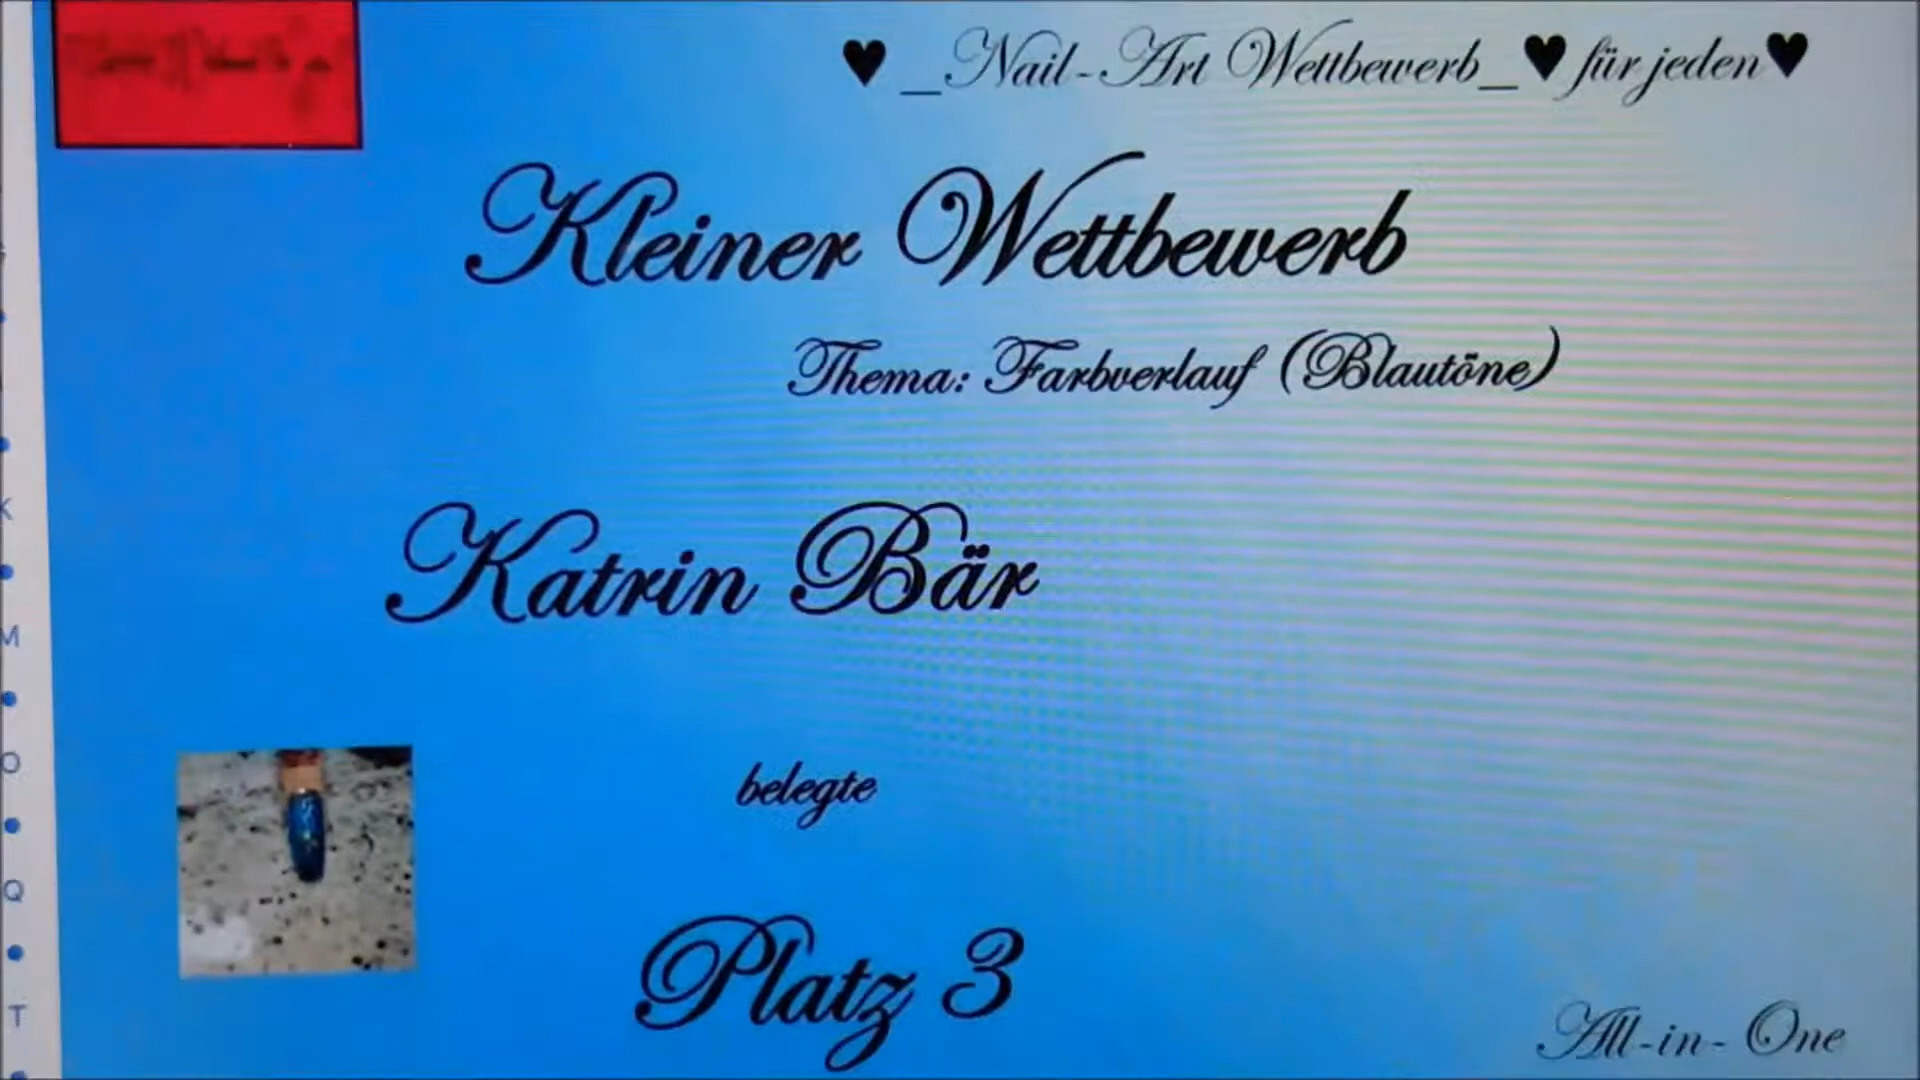 ♥ _Nail-Art Wettbewerb_♥ für jeden♥
Kleiner Wettbewerb
Thema: Farbverlauf (Blautöne)
Katrin Bär
belegte
Platz 3
All-in- One
K
M
O
Q
T